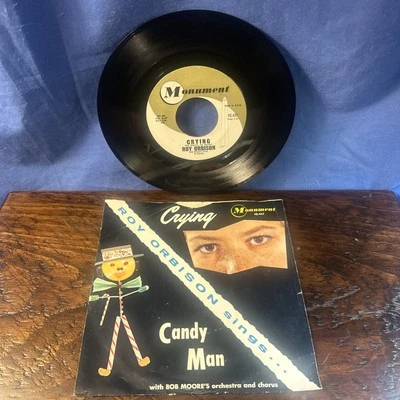 Monument
CRYING
ROY ORBISON
Crying
Monument
ROY ORBISON sings...
Candy
Man
with BOB MOORE'S orchestra and chorus